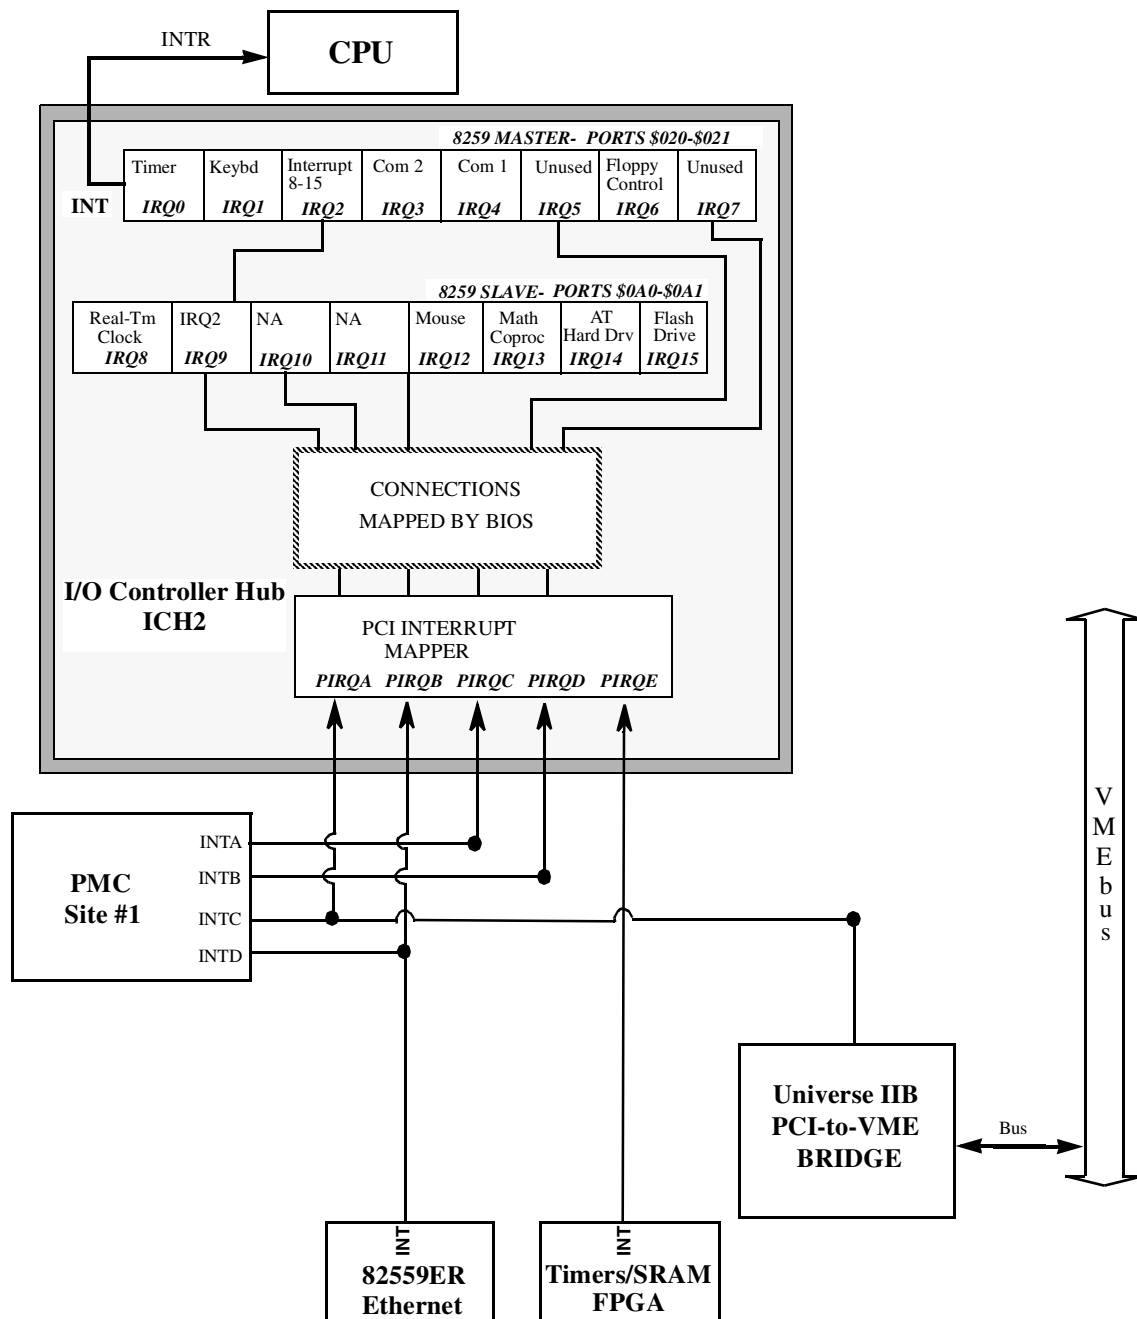 INTR
CPU
8259 MASTER- PORTS $020-$021
Timer Keybd Interrupt 8-15 Com 2 Com 1 Unused Floppy Control Unused
INT IRQ0 IRQ1 IRQ2 IRQ3 IRQ4 IRQ5 IRQ6 IRQ7
8259 SLAVE- PORTS $0A0-$0A1
Real-Tm Clock IRQ2 NA NA Mouse Math Coproc AT Hard Drv Flash Drive
IRQ8 IRQ9 IRQ10 IRQ11 IRQ12 IRQ13 IRQ14 IRQ15
CONNECTIONS
MAPPED BY BIOS
I/O Controller Hub
ICH2
PCI INTERRUPT
MAPPER
PIRQA PIRQB PIRQC PIRQD PIRQE
PMC
Site #1
INTA
INTB
INTC
INTD
VMEbus
Universe IIB
PCI-to-VME
BRIDGE
Bus
INT
82559ER
Ethernet
INT
Timers/SRAM
FPGA